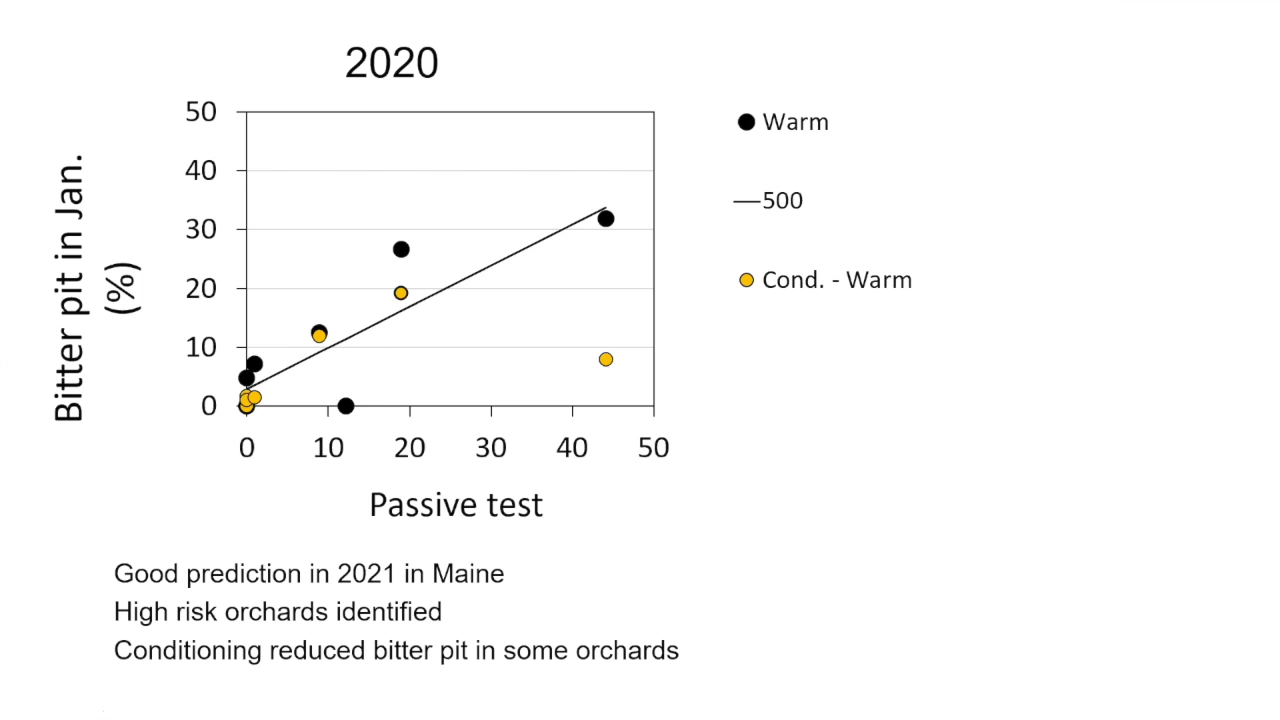 2020
50
40
30
20
10
0
Bitter pit in Jan.
(%)
0 10 20 30 40 50
Passive test
Warm
500
Cond. - Warm
Good prediction in 2021 in Maine
High risk orchards identified
Conditioning reduced bitter pit in some orchards